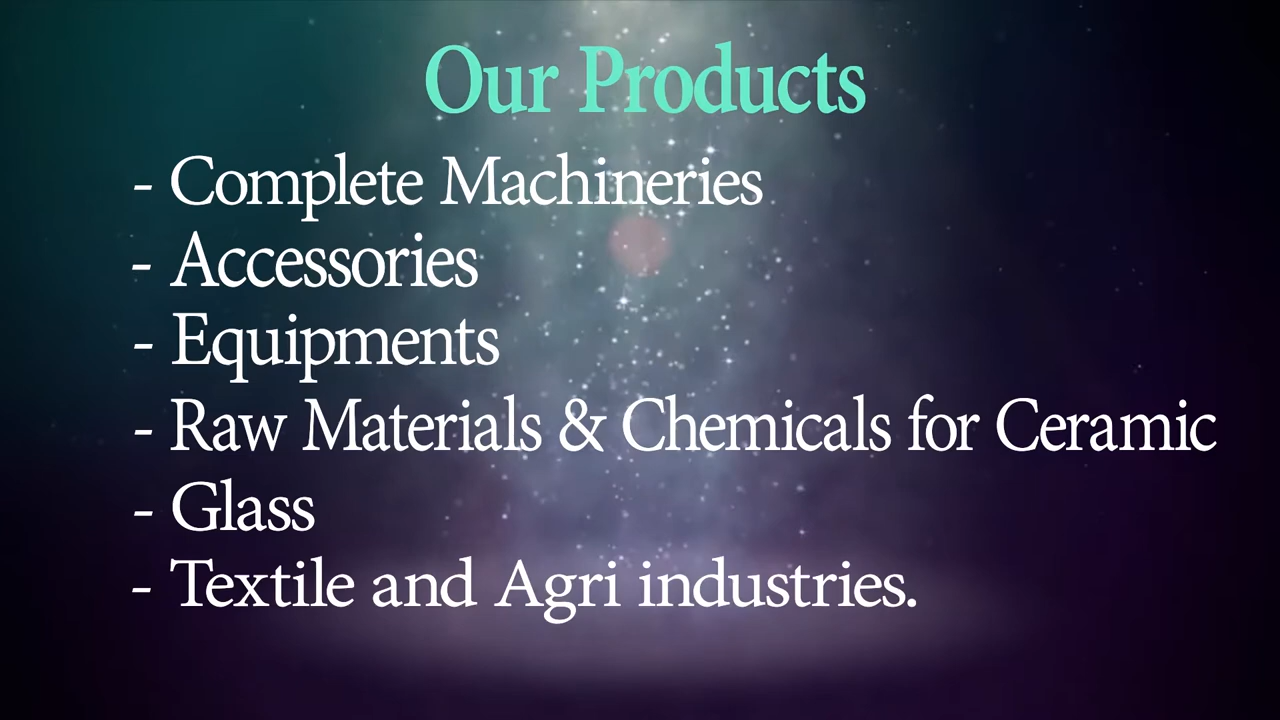 Our Products
- Complete Machineries
- Accessories
- Equipments
- Raw Materials & Chemicals for Ceramic
- Glass
- Textile and Agri industries.